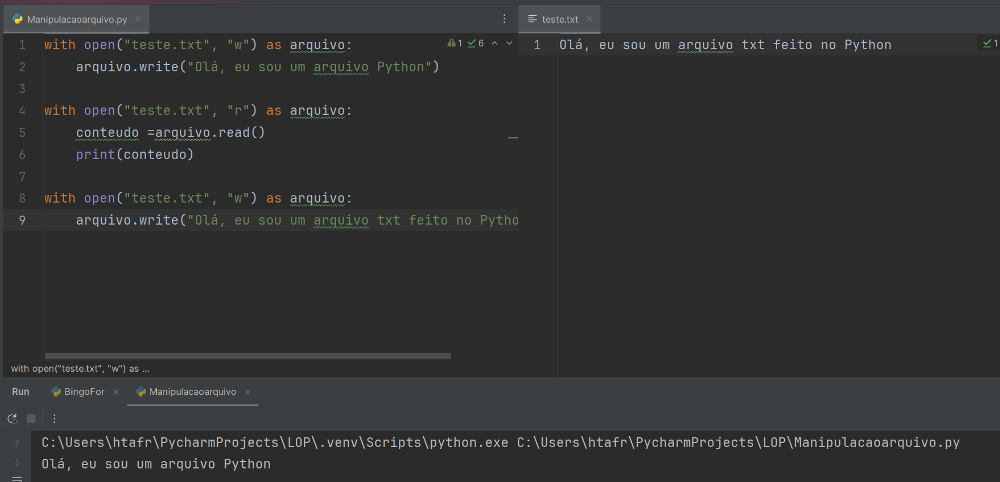 Manipulacaoarquivo.py
teste.txt
1 with open("teste.txt", "w") as arquivo:
1 6
2 arquivo.write("Olá, eu sou um arquivo Python")
3
4 with open("teste.txt", "r") as arquivo:
5 conteudo =arquivo.read()
6 print(conteudo)
7
8 with open("teste.txt", "w") as arquivo:
9 arquivo.write("Olá, eu sou um arquivo txt feito no Pytho
1 Olá, eu sou um arquivo txt feito no Python
1
with open("teste.txt", "w") as ...
Run BingoFor Manipulacaoarquivo
C:\Users\htafr\PycharmProjects\LOP\.venv\Scripts\python.exe C:\Users\htafr\PycharmProjects\LOP\Manipulacaoarquivo.py
Olá, eu sou um arquivo Python